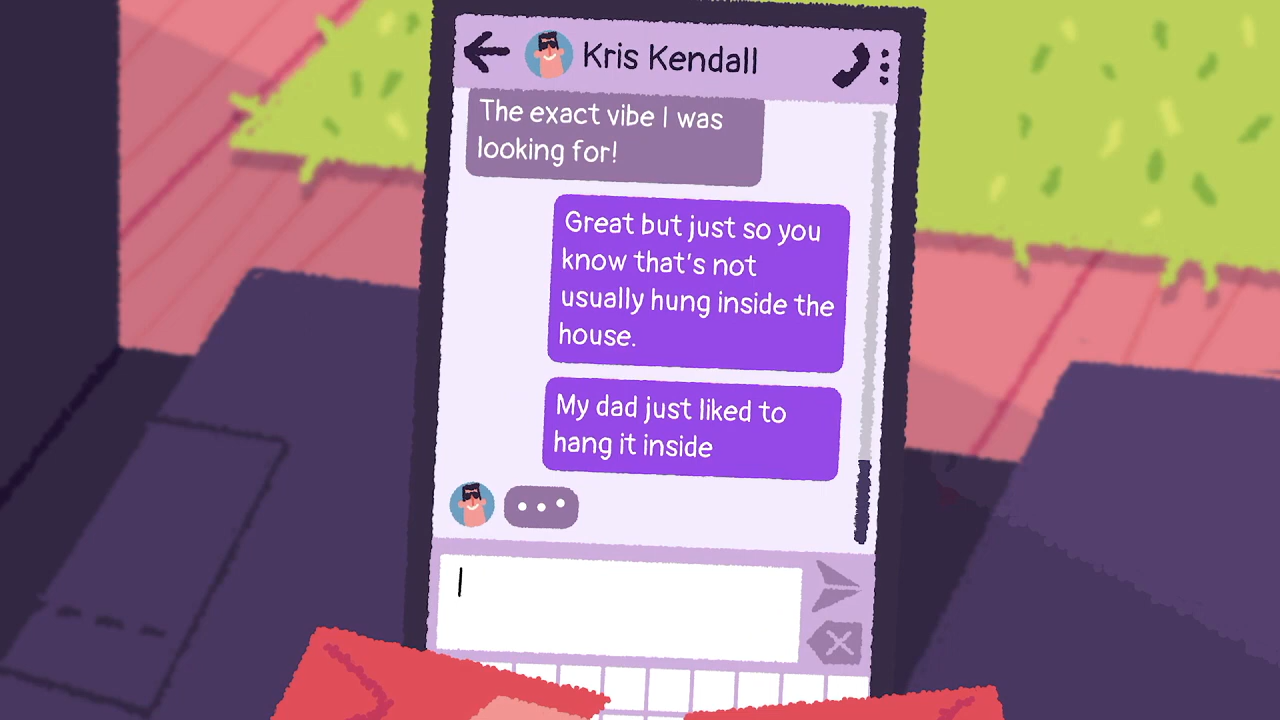 Kris Kendall
The exact vibe I was
looking for!
Great but just so you
know that's not
usually hung inside the
house.
My dad just liked to
hang it inside